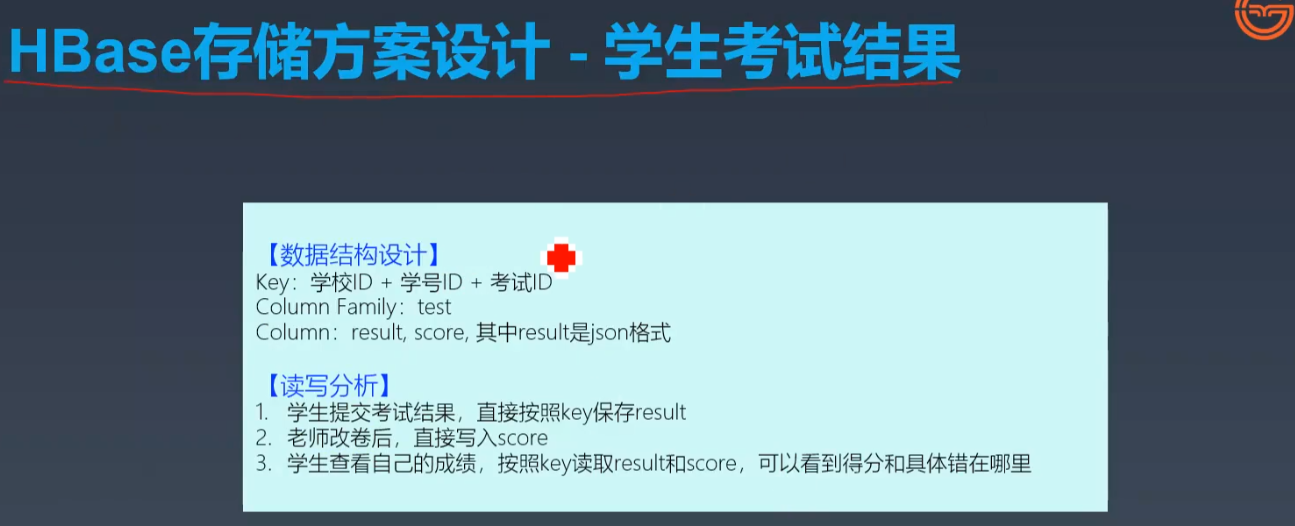 HBase存储方案设计 - 学生考试结果
【数据结构设计】
Key：学校ID + 学号ID + 考试ID
Column Family：test
Column：result, score, 其中result是json格式
【读写分析】
1. 学生提交考试结果，直接按照key保存result
2. 老师改卷后，直接写入score
3. 学生查看自己的成绩，按照key读取result和score，可以看到得分和具体错在哪里